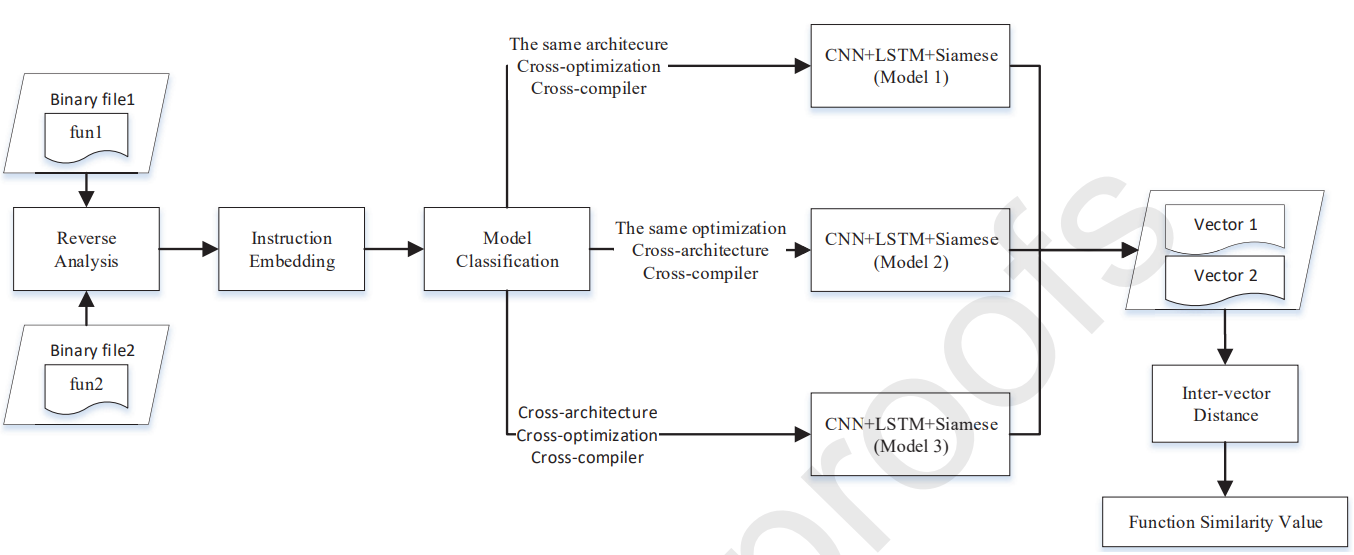 Binary file1
fun1
Reverse
Analysis
Binary file2
fun2
Instruction
Embedding
Model
Classification
The same architecure
Cross-optimization
Cross-compiler
The same optimization
Cross-architecture
Cross-compiler
Cross-architecture
Cross-optimization
Cross-compiler
CNN+LSTM+Siamese
(Model 1)
CNN+LSTM+Siamese
(Model 2)
CNN+LSTM+Siamese
(Model 3)
Vector 1
Vector 2
Inter-vector
Distance
Function Similarity Value
proofs